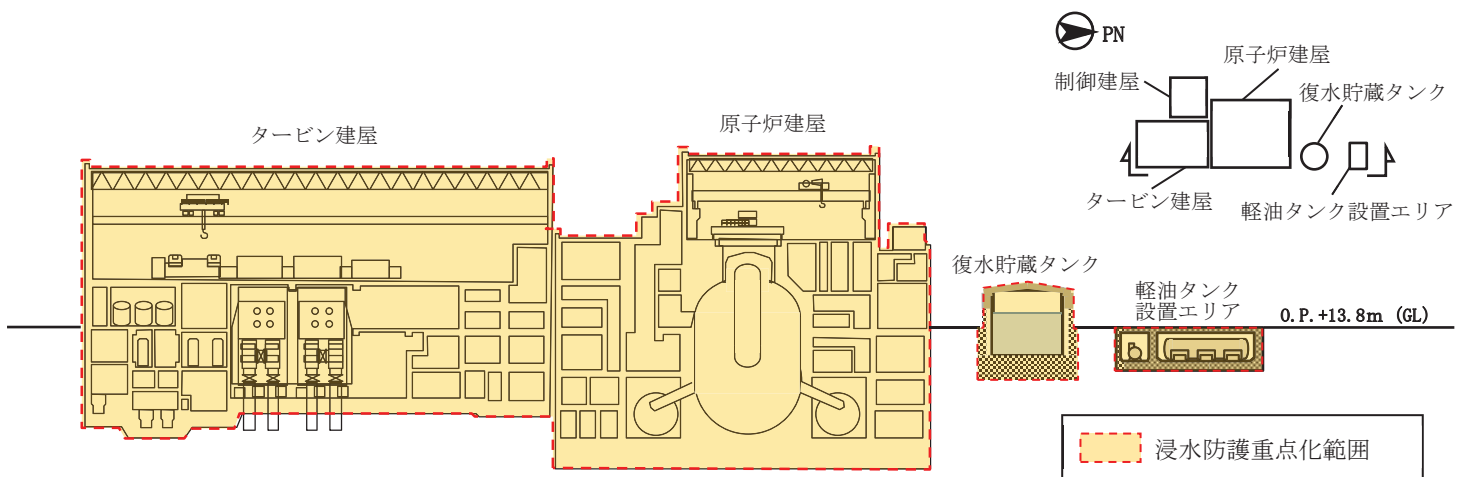 PN
原子炉建屋
制御建屋
復水貯蔵タンク
タービン建屋
軽油タンク設置エリア
タービン建屋
原子炉建屋
復水貯蔵タンク
軽油タンク
設置エリア
O.P.+13.8m (GL)
浸水防護重点化範囲